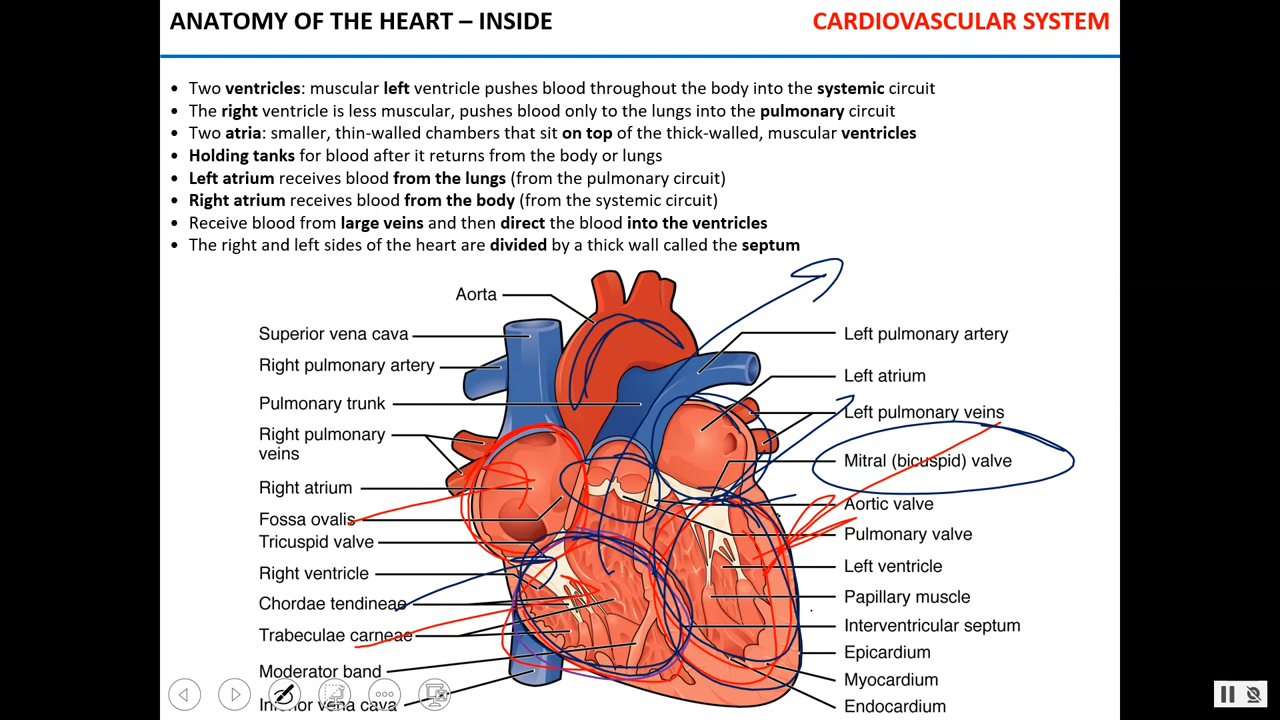 ANATOMY OF THE HEART – INSIDE
CARDIOVASCULAR SYSTEM
• Two ventricles: muscular left ventricle pushes blood throughout the body into the systemic circuit
• The right ventricle is less muscular, pushes blood only to the lungs into the pulmonary circuit
• Two atria: smaller, thin-walled chambers that sit on top of the thick-walled, muscular ventricles
• Holding tanks for blood after it returns from the body or lungs
• Left atrium receives blood from the lungs (from the pulmonary circuit)
• Right atrium receives blood from the body (from the systemic circuit)
• Receive blood from large veins and then direct the blood into the ventricles
• The right and left sides of the heart are divided by a thick wall called the septum
Aorta
Superior vena cava
Right pulmonary artery
Pulmonary trunk
Right pulmonary
veins
Right atrium
Fossa ovalis
Tricuspid valve
Right ventricle
Chordae tendineae
Trabeculae carneae
Moderator band
Inferior vena cava
Left pulmonary artery
Left atrium
Left pulmonary veins
Mitral (bicuspid) valve
Aortic valve
Pulmonary valve
Left ventricle
Papillary muscle
Interventricular septum
Epicardium
Myocardium
Endocardium